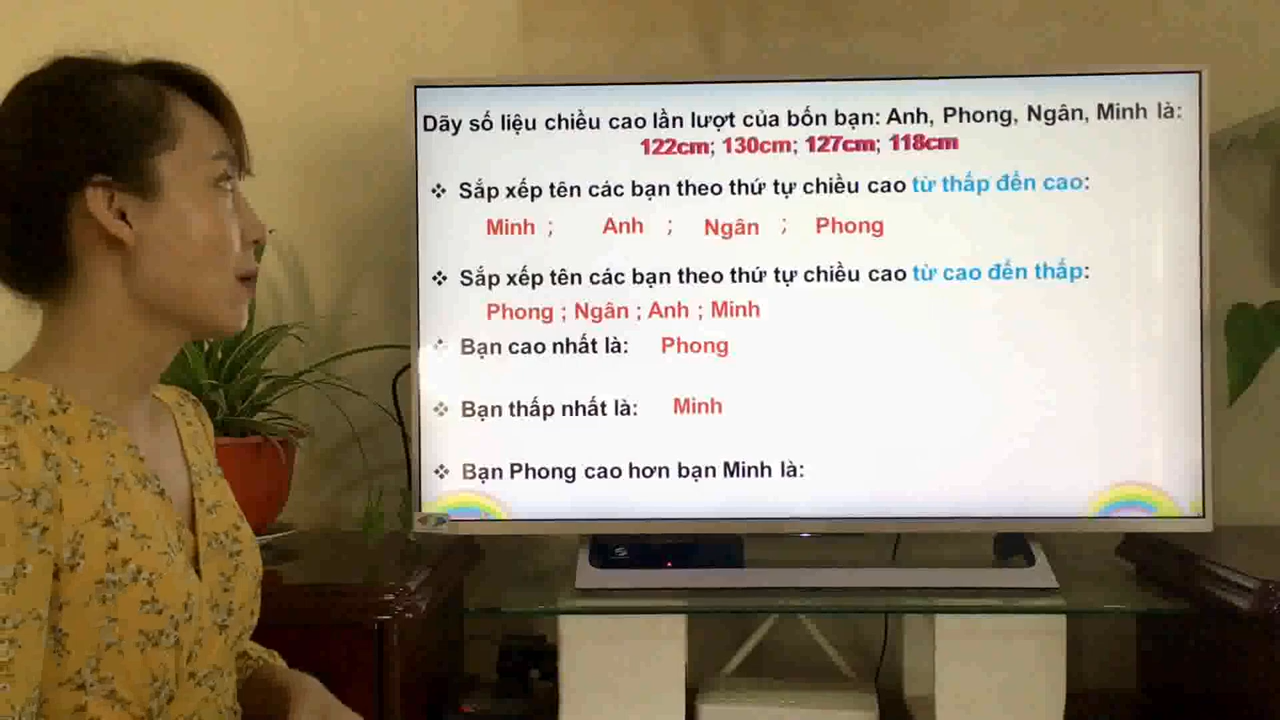 Dãy số liệu chiều cao lần lượt của bốn bạn: Anh, Phong, Ngân, Minh là:
122cm; 130cm; 127cm; 118cm
❖ Sắp xếp tên các bạn theo thứ tự chiều cao từ thấp đến cao:
Minh ; Anh ; Ngân ; Phong
❖ Sắp xếp tên các bạn theo thứ tự chiều cao từ cao đến thấp:
Phong ; Ngân ; Anh ; Minh
❖ Bạn cao nhất là: Phong
❖ Bạn thấp nhất là: Minh
❖ Bạn Phong cao hơn bạn Minh là: